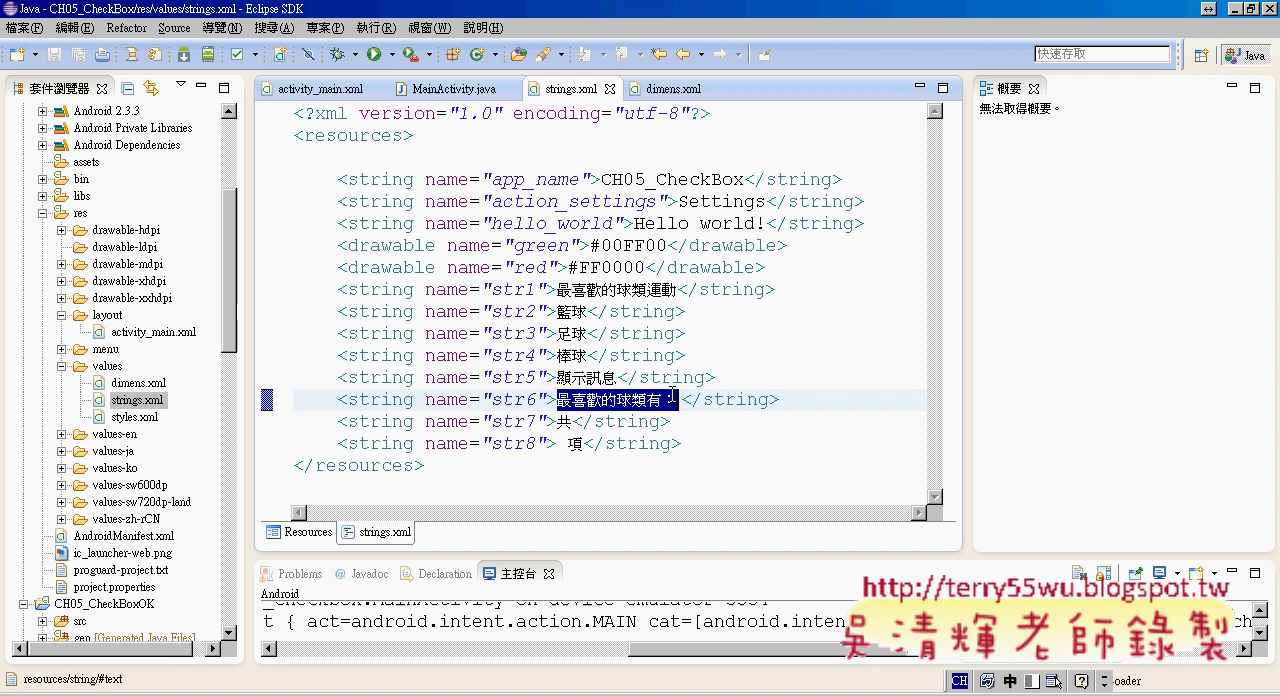 Java - CH05_CheckBox/res/values/strings.xml - Eclipse SDK
檔案(F) 編輯(E) Refactor Source 導覽(N) 搜尋(A) 專案(P) 執行(R) 視窗(W) 說明(H)
快速存取
Java
套件瀏覽器
Android 2.3.3
Android Private Libraries
Android Dependencies
assets
bin
libs
res
drawable-hdpi
drawable-ldpi
drawable-mdpi
drawable-xhdpi
drawable-xxhdpi
layout
activity_main.xml
menu
values
dimens.xml
strings.xml
styles.xml
values-en
values-ja
values-ko
values-sw600dp
values-sw720dp-land
values-zh-rCN
AndroidManifest.xml
ic_launcher-web.png
proguard-project.txt
project.properties
CH05_CheckBoxOK
src
gen [Generated Java Files]
activity_main.xml MainActivity.java strings.xml dimens.xml
<?xml version="1.0" encoding="utf-8"?>
<resources>
<string name="app_name">CH05_CheckBox</string>
<string name="action_settings">Settings</string>
<string name="hello_world">Hello world!</string>
<drawable name="green">#00FF00</drawable>
<drawable name="red">#FF0000</drawable>
<string name="str1">最喜歡的球類運動</string>
<string name="str2">籃球</string>
<string name="str3">足球</string>
<string name="str4">棒球</string>
<string name="str5">顯示訊息</string>
<string name="str6">最喜歡的球類有：</string>
<string name="str7">共</string>
<string name="str8"> 項</string>
</resources>
Resources strings.xml
概要
無法取得概要。
Problems @ Javadoc Declaration 主控台
Android
t { act=android.intent.action.MAIN cat=[android.inten
http://terry55wu.blogspot.tw
吳清輝老師錄製
resources/string/#text
CH 中
oader